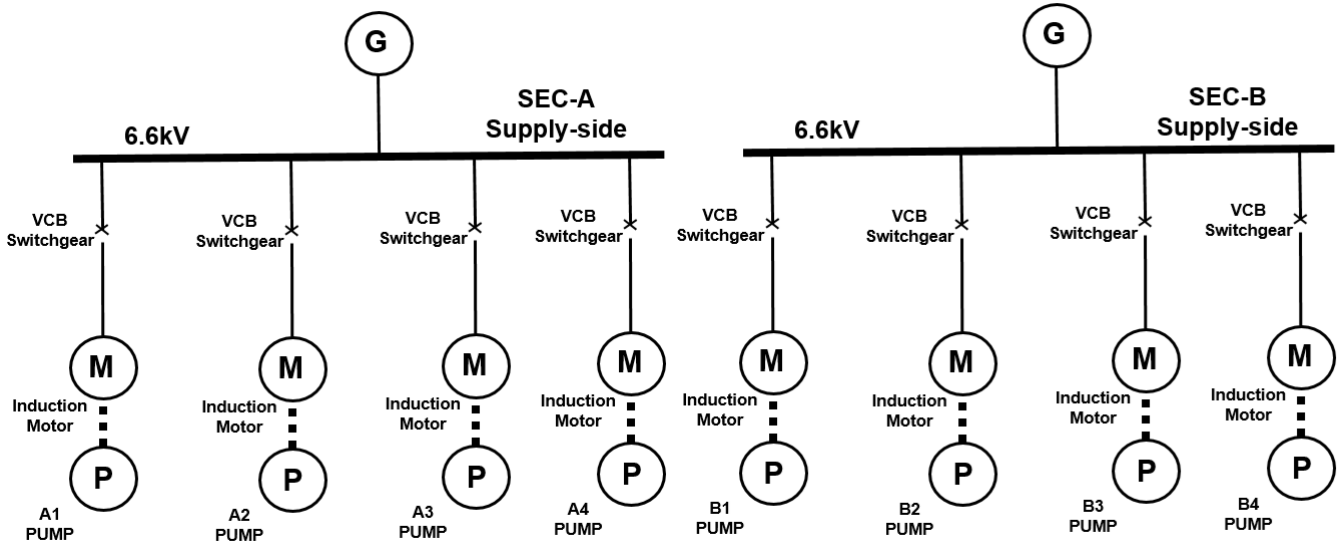 G
G
SEC-A
Supply-side
SEC-B
Supply-side
6.6kV
6.6kV
VCB
Switchgear
VCB
Switchgear
VCB
Switchgear
VCB
Switchgear
VCB
Switchgear
VCB
Switchgear
VCB
Switchgear
VCB
Switchgear
M
M
M
M
M
M
M
M
Induction
Motor
Induction
Motor
Induction
Motor
Induction
Motor
Induction
Motor
Induction
Motor
Induction
Motor
Induction
Motor
P
P
P
P
P
P
P
P
A1
PUMP
A2
PUMP
A3
PUMP
A4
PUMP
B1
PUMP
B2
PUMP
B3
PUMP
B4
PUMP